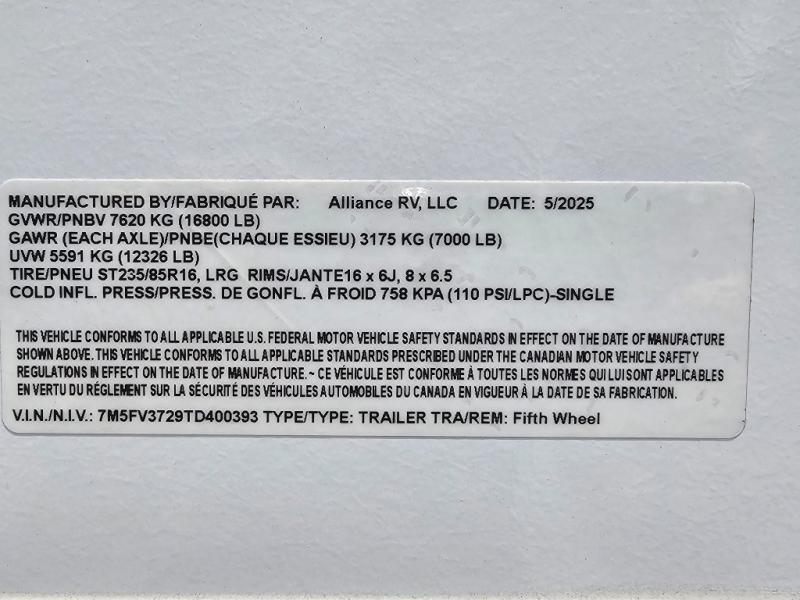 MANUFACTURED BY/FABRIQUÉ PAR: Alliance RV, LLC DATE: 5/2025
GVWR/PNBV 7620 KG (16800 LB)
GAWR (EACH AXLE)/PNBE(CHAQUE ESSIEU) 3175 KG (7000 LB)
UVW 5591 KG (12326 LB)
TIRE/PNEU ST235/85R16, LRG RIMS/JANTE16 x 6J, 8 x 6.5
COLD INFL. PRESS/PRESS. DE GONFL. À FROID 758 KPA (110 PSI/LPC)-SINGLE
THIS VEHICLE CONFORMS TO ALL APPLICABLE U.S. FEDERAL MOTOR VEHICLE SAFETY STANDARDS IN EFFECT ON THE DATE OF MANUFACTURE
SHOWN ABOVE. THIS VEHICLE CONFORMS TO ALL APPLICABLE STANDARDS PRESCRIBED UNDER THE CANADIAN MOTOR VEHICLE SAFETY
REGULATIONS IN EFFECT ON THE DATE OF MANUFACTURE. ~ CE VÉHICULE EST CONFORME À TOUTES LES NORMES QUI LUI SONT APPLICABLES
EN VERTU DU RÉGLEMENT SUR LA SÉCURITÉ DES VÉHICULES AUTOMOBILES DU CANADA EN VIGUEUR À LA DATE DE SA FABRICATION.
V.I.N./N.I.V.: 7M5FV3729TD400393 TYPE/TYPE: TRAILER TRA/REM: Fifth Wheel